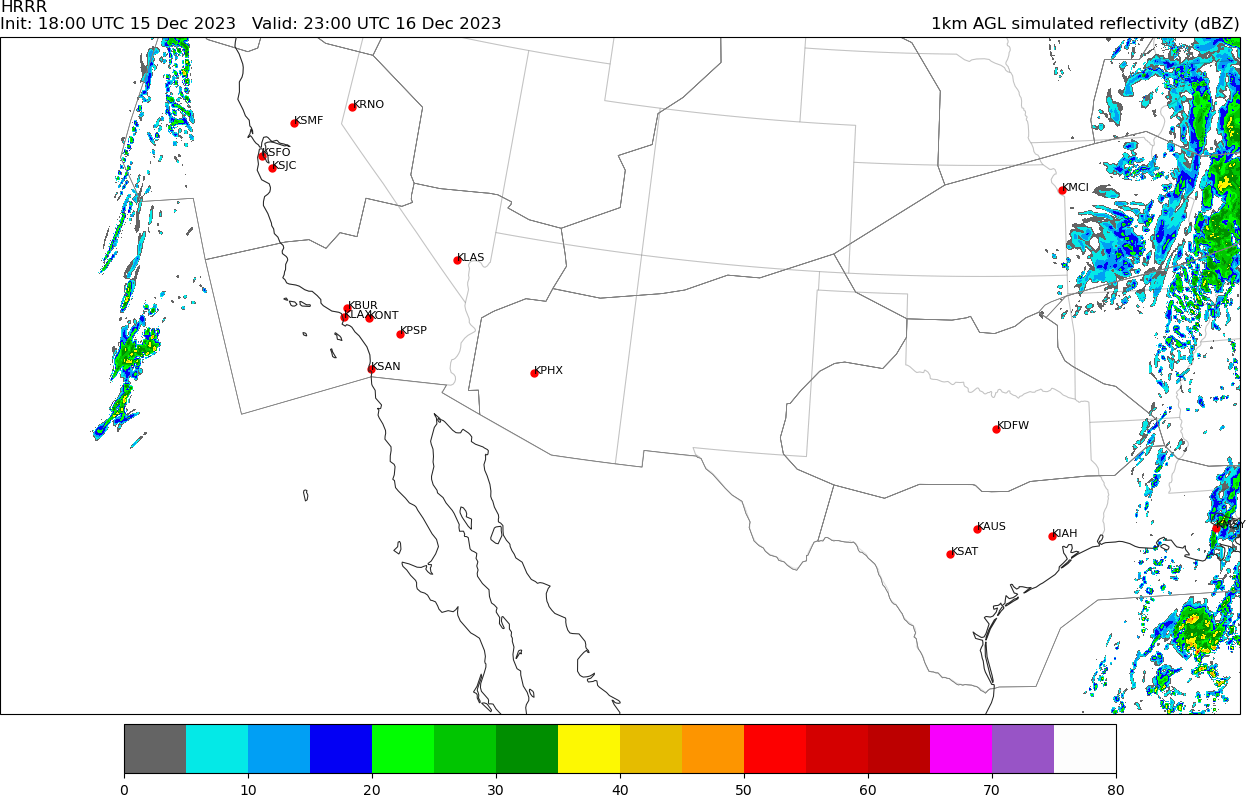 HRRR
Init: 18:00 UTC 15 Dec 2023   Valid: 23:00 UTC 16 Dec 2023
1km AGL simulated reflectivity (dBZ)
KRNO
KSMF
KSFO
KSJC
KMCI
KLAS
KBUR
KLAX
KONT
KPSP
KSAN
KPHX
KDFW
KAUS
KIAH
KSAT
0 10 20 30 40 50 60 70 80